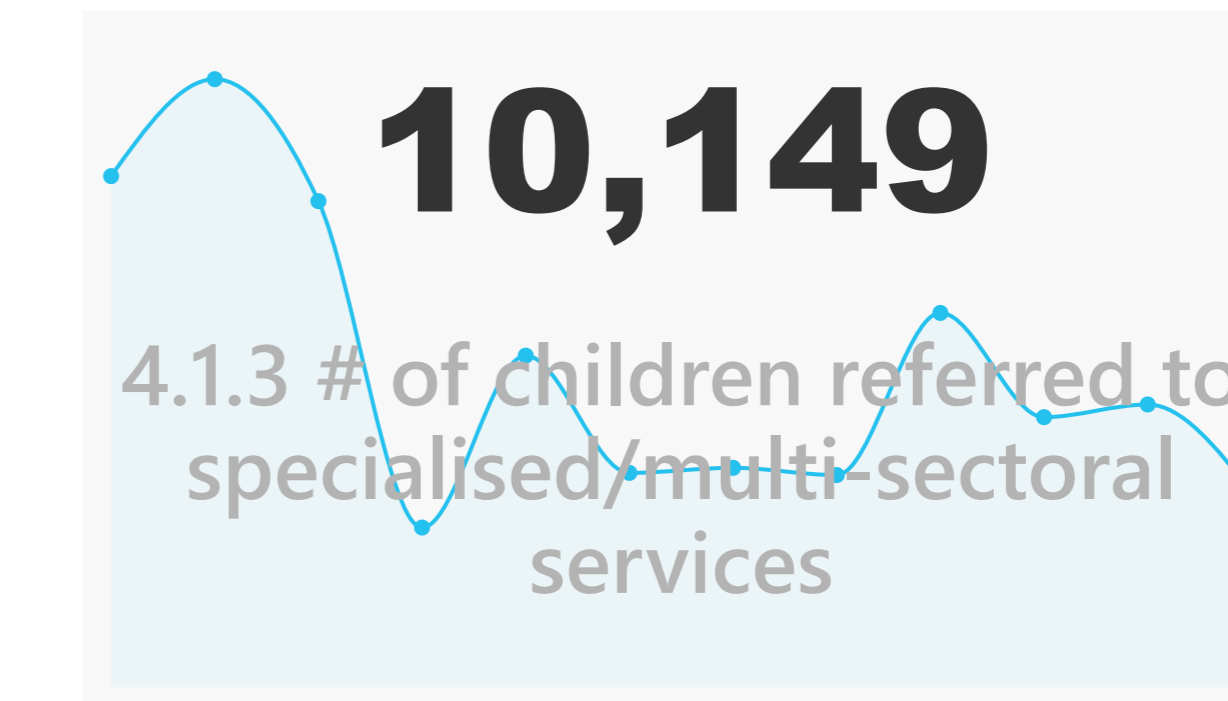 10,149
4.1.3 # of children referred to
specialised/multi-sectoral
services